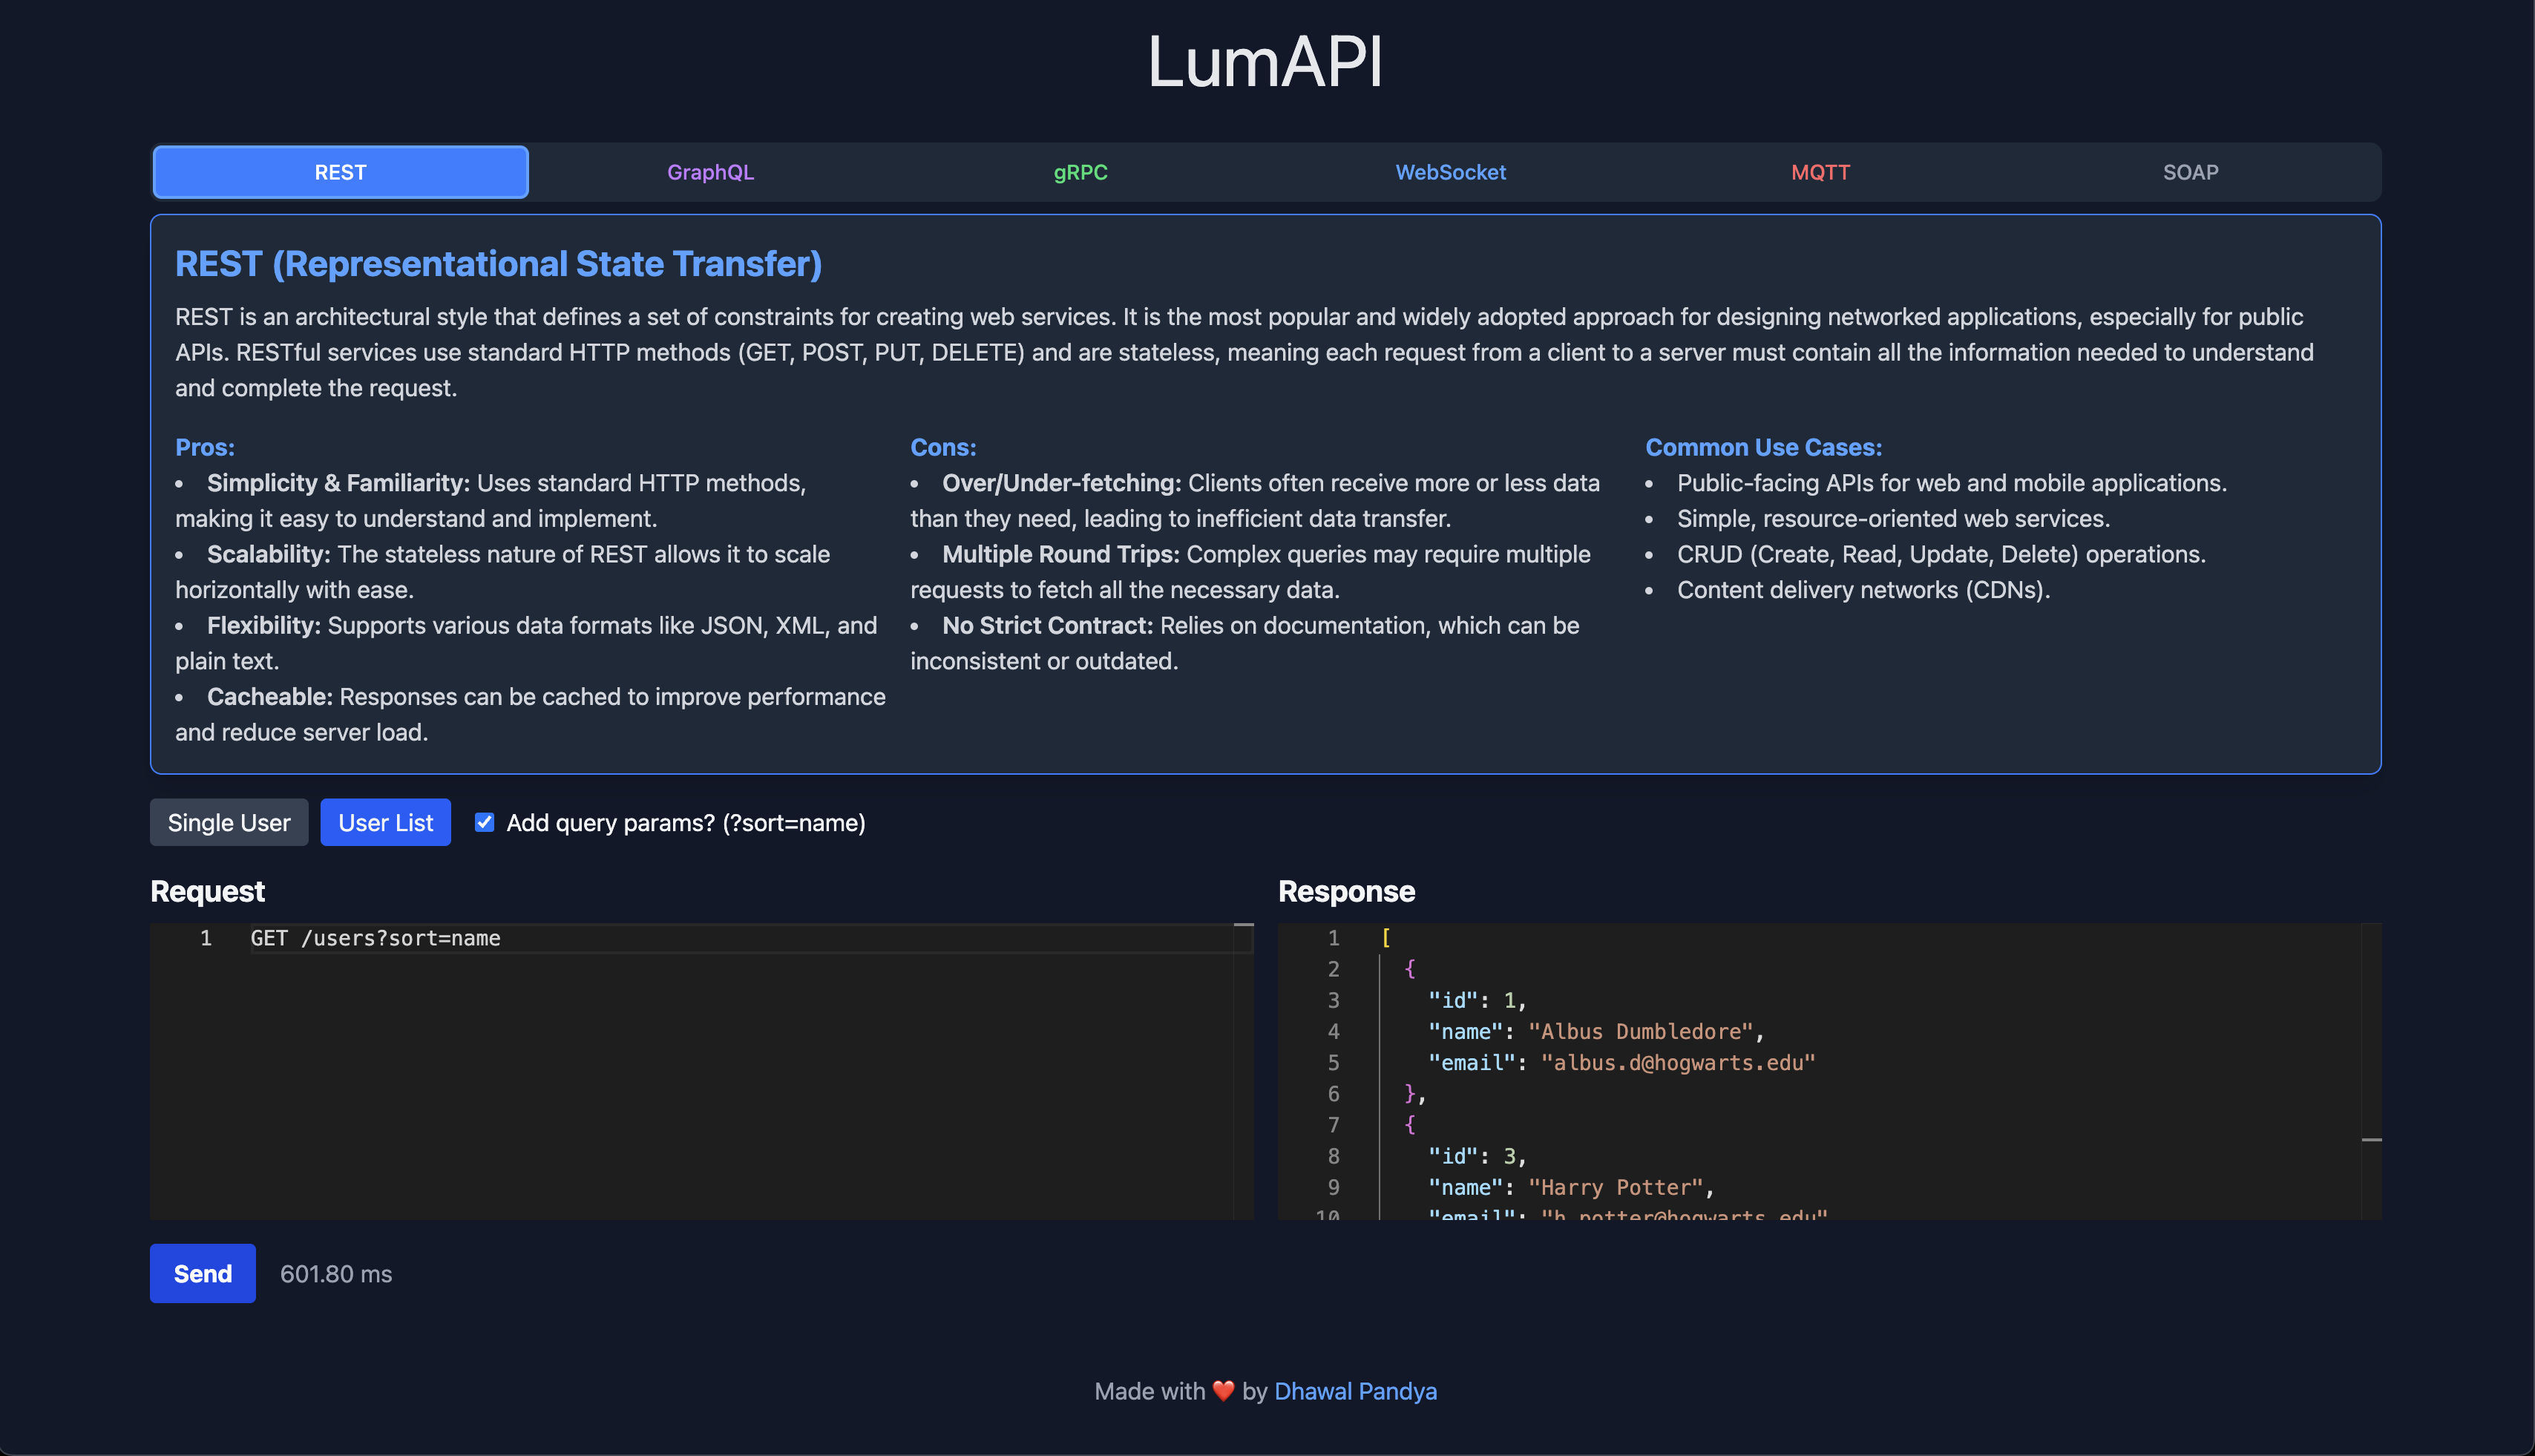 LumAPI
REST
GraphQL
gRPC
WebSocket
MQTT
SOAP
REST (Representational State Transfer)
REST is an architectural style that defines a set of constraints for creating web services. It is the most popular and widely adopted approach for designing networked applications, especially for public
APIs. RESTful services use standard HTTP methods (GET, POST, PUT, DELETE) and are stateless, meaning each request from a client to a server must contain all the information needed to understand
and complete the request.
Pros:
• Simplicity & Familiarity: Uses standard HTTP methods,
making it easy to understand and implement.
• Scalability: The stateless nature of REST allows it to scale
horizontally with ease.
• Flexibility: Supports various data formats like JSON, XML, and
plain text.
• Cacheable: Responses can be cached to improve performance
and reduce server load.
Cons:
• Over/Under-fetching: Clients often receive more or less data
than they need, leading to inefficient data transfer.
• Multiple Round Trips: Complex queries may require multiple
requests to fetch all the necessary data.
• No Strict Contract: Relies on documentation, which can be
inconsistent or outdated.
Common Use Cases:
• Public-facing APIs for web and mobile applications.
• Simple, resource-oriented web services.
• CRUD (Create, Read, Update, Delete) operations.
• Content delivery networks (CDNs).
Single User
User List
Add query params? (?sort=name)
Request
1 GET /users?sort=name
Response
1 [
2 {
3 "id": 1,
4 "name": "Albus Dumbledore",
5 "email": "albus.d@hogwarts.edu"
6 },
7 {
8 "id": 3,
9 "name": "Harry Potter",
10 "email": "h.potter@hogwarts.edu"
Send
601.80 ms
Made with ❤️ by Dhawal Pandya